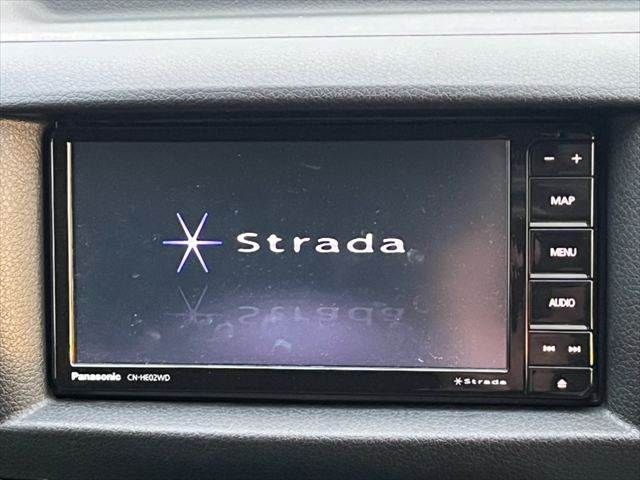 Strada
− +
MAP
MENU
AUDIO
Panasonic CN-HE02WD
Strada